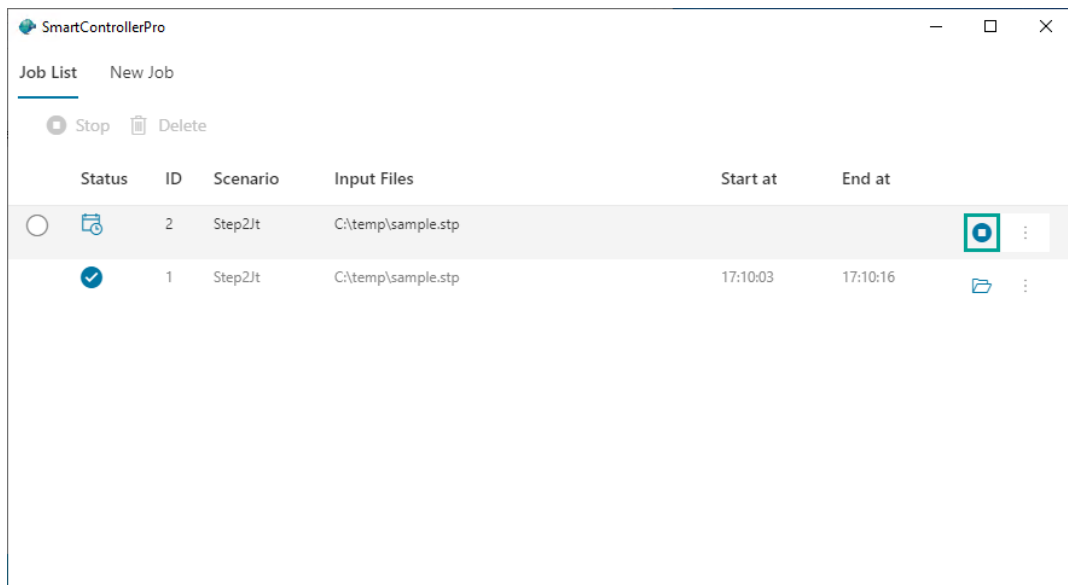 SmartControllerPro
Job List New Job
Stop Delete
Status ID Scenario Input Files Start at End at
2 Step2Jt C:\temp\sample.stp
1 Step2Jt C:\temp\sample.stp 17:10:03 17:10:16